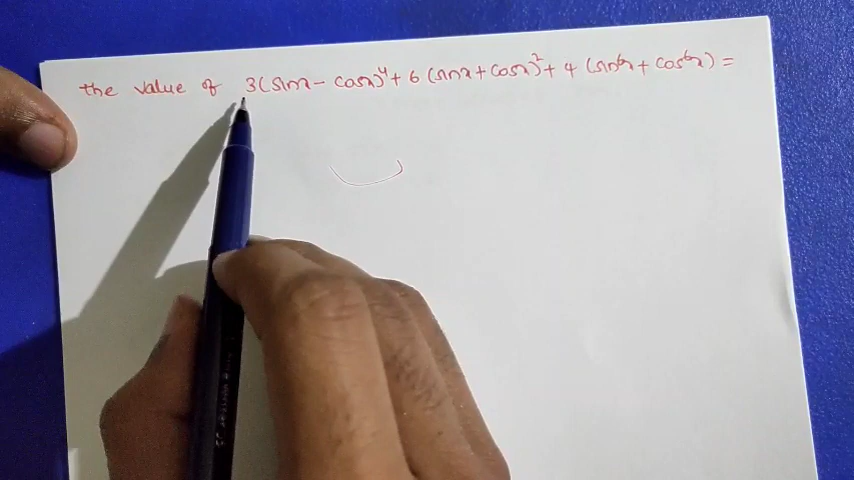 the value of 3(sinx - cosx)⁴ + 6 (sinx + cosx)² + 4 (sin⁶x + cos⁶x) =